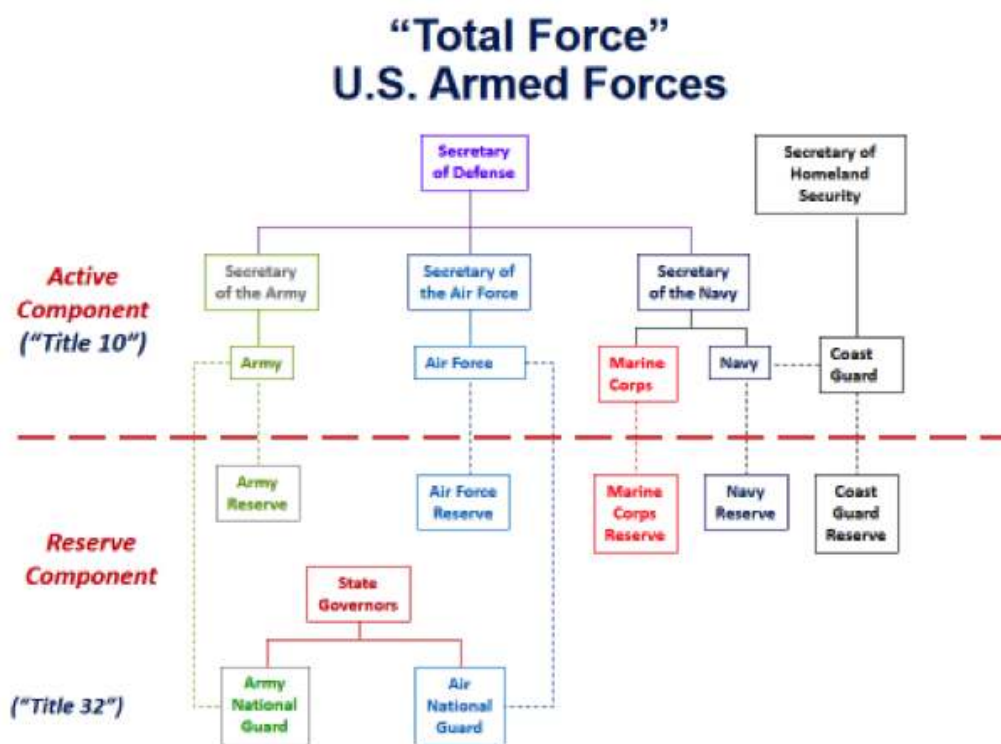 “Total Force”
U.S. Armed Forces
Secretary
of Defense
Secretary of
Homeland
Security
Active
Component
(“Title 10”)
Secretary
of the Army
Secretary of
the Air Force
Secretary
of the Navy
Army
Air Force
Marine
Corps
Navy
Coast
Guard
Reserve
Component
Army
Reserve
Air Force
Reserve
Marine
Corps
Reserve
Navy
Reserve
Coast
Guard
Reserve
State
Governors
(“Title 32”)
Army
National
Guard
Air
National
Guard